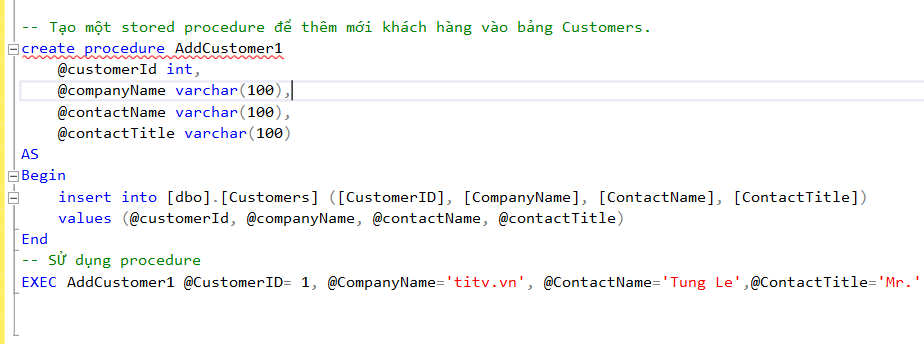 -- Tạo một stored procedure để thêm mới khách hàng vào bảng Customers.
create procedure AddCustomer1
@customerId int,
@companyName varchar(100),
@contactName varchar(100),
@contactTitle varchar(100)
AS
Begin
insert into [dbo].[Customers] ([CustomerID], [CompanyName], [ContactName], [ContactTitle])
values (@customerId, @companyName, @contactName, @contactTitle)
End
-- SỬ dụng procedure
EXEC AddCustomer1 @CustomerID= 1, @CompanyName='titv.vn', @ContactName='Tung Le',@ContactTitle='Mr.'